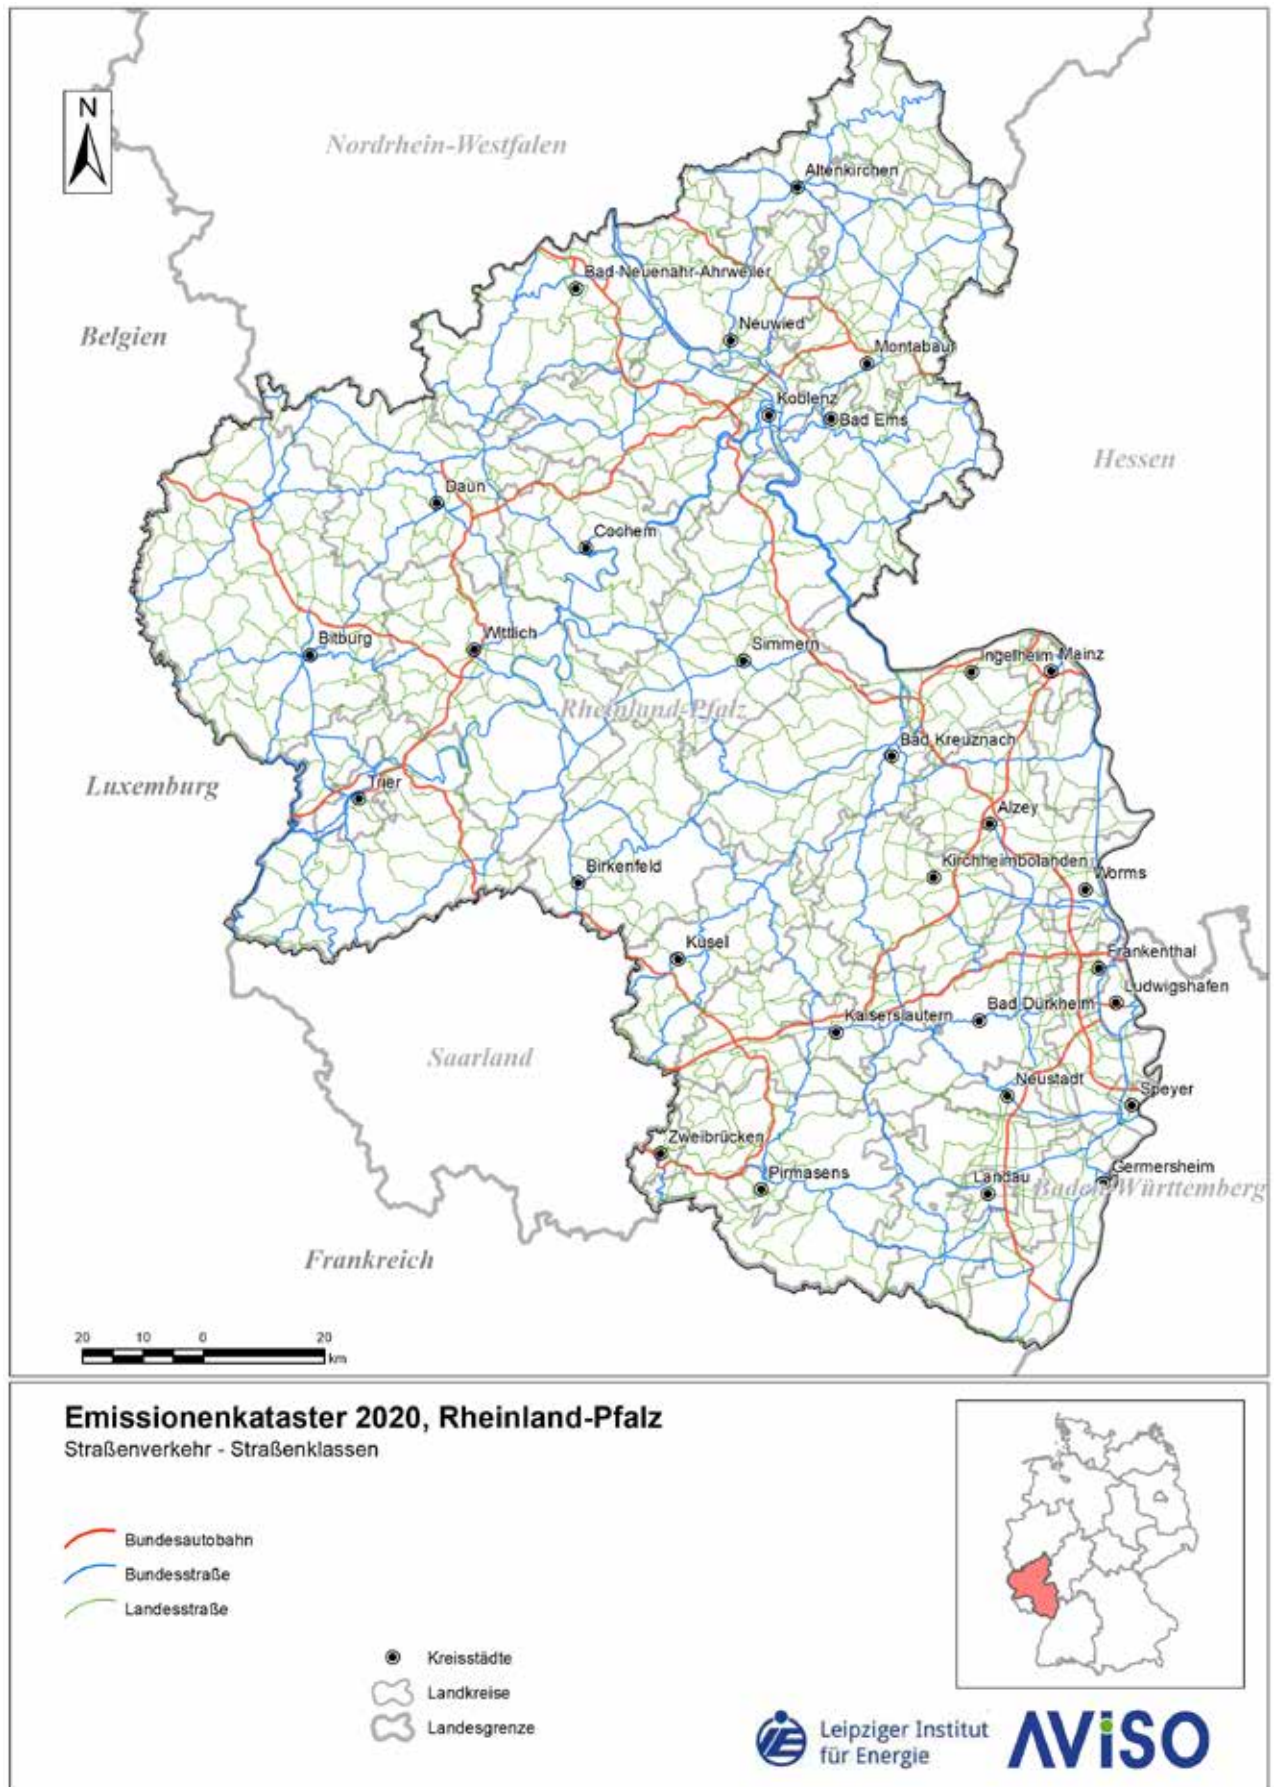 N
Nordrhein-Westfalen
Altenkirchen
Bad-Neuenahr-Ahrweiler
Belgien
Neuwied
Montabaur
Koblenz
Bad Ems
Hessen
Daun
Cochem
Bitburg
Wittlich
Simmern
Ingelheim
Mainz
Rheinland-Pfalz
Bad Kreuznach
Luxemburg
Trier
Alzey
Birkenfeld
Kirchheimbolanden
Worms
Kusel
Frankenthal
Ludwigshafen
Bad Dürkheim
Kaiserslautern
Saarland
Neustadt
Speyer
Zweibrücken
Pirmasens
Landau
Germersheim
Baden-Württemberg
Frankreich
20 10 0 20
km
Emissionenkataster 2020, Rheinland-Pfalz
Straßenverkehr - Straßenklassen
Bundesautobahn
Bundesstraße
Landesstraße
Kreisstädte
Landkreise
Landesgrenze
Leipziger Institut
für Energie
AViSO